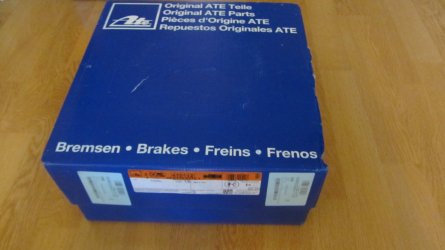 Ate
Original ATE Teile
Original ATE Parts
Pièces d'Origine ATE
Repuestos Originales ATE
Bremsen • Brakes • Freins • Frenos